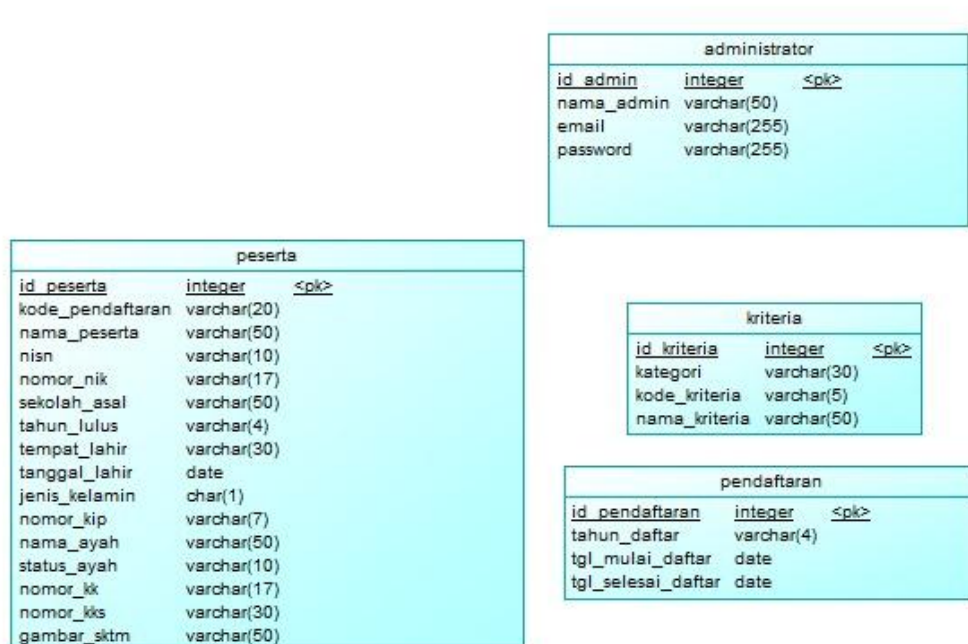 administrator
id_admin integer <pk>
nama_admin varchar(50)
email varchar(255)
password varchar(255)
peserta
id_peserta integer <pk>
kode_pendaftaran varchar(20)
nama_peserta varchar(50)
nisn varchar(10)
nomor_nik varchar(17)
sekolah_asal varchar(50)
tahun_lulus varchar(4)
tempat_lahir varchar(30)
tanggal_lahir date
jenis_kelamin char(1)
nomor_kip varchar(7)
nama_ayah varchar(50)
status_ayah varchar(10)
nomor_kk varchar(17)
nomor_kks varchar(30)
gambar_sktm varchar(50)
kriteria
id_kriteria integer <pk>
kategori varchar(30)
kode_kriteria varchar(5)
nama_kriteria varchar(50)
pendaftaran
id_pendaftaran integer <pk>
tahun_daftar varchar(4)
tgl_mulai_daftar date
tgl_selesai_daftar date